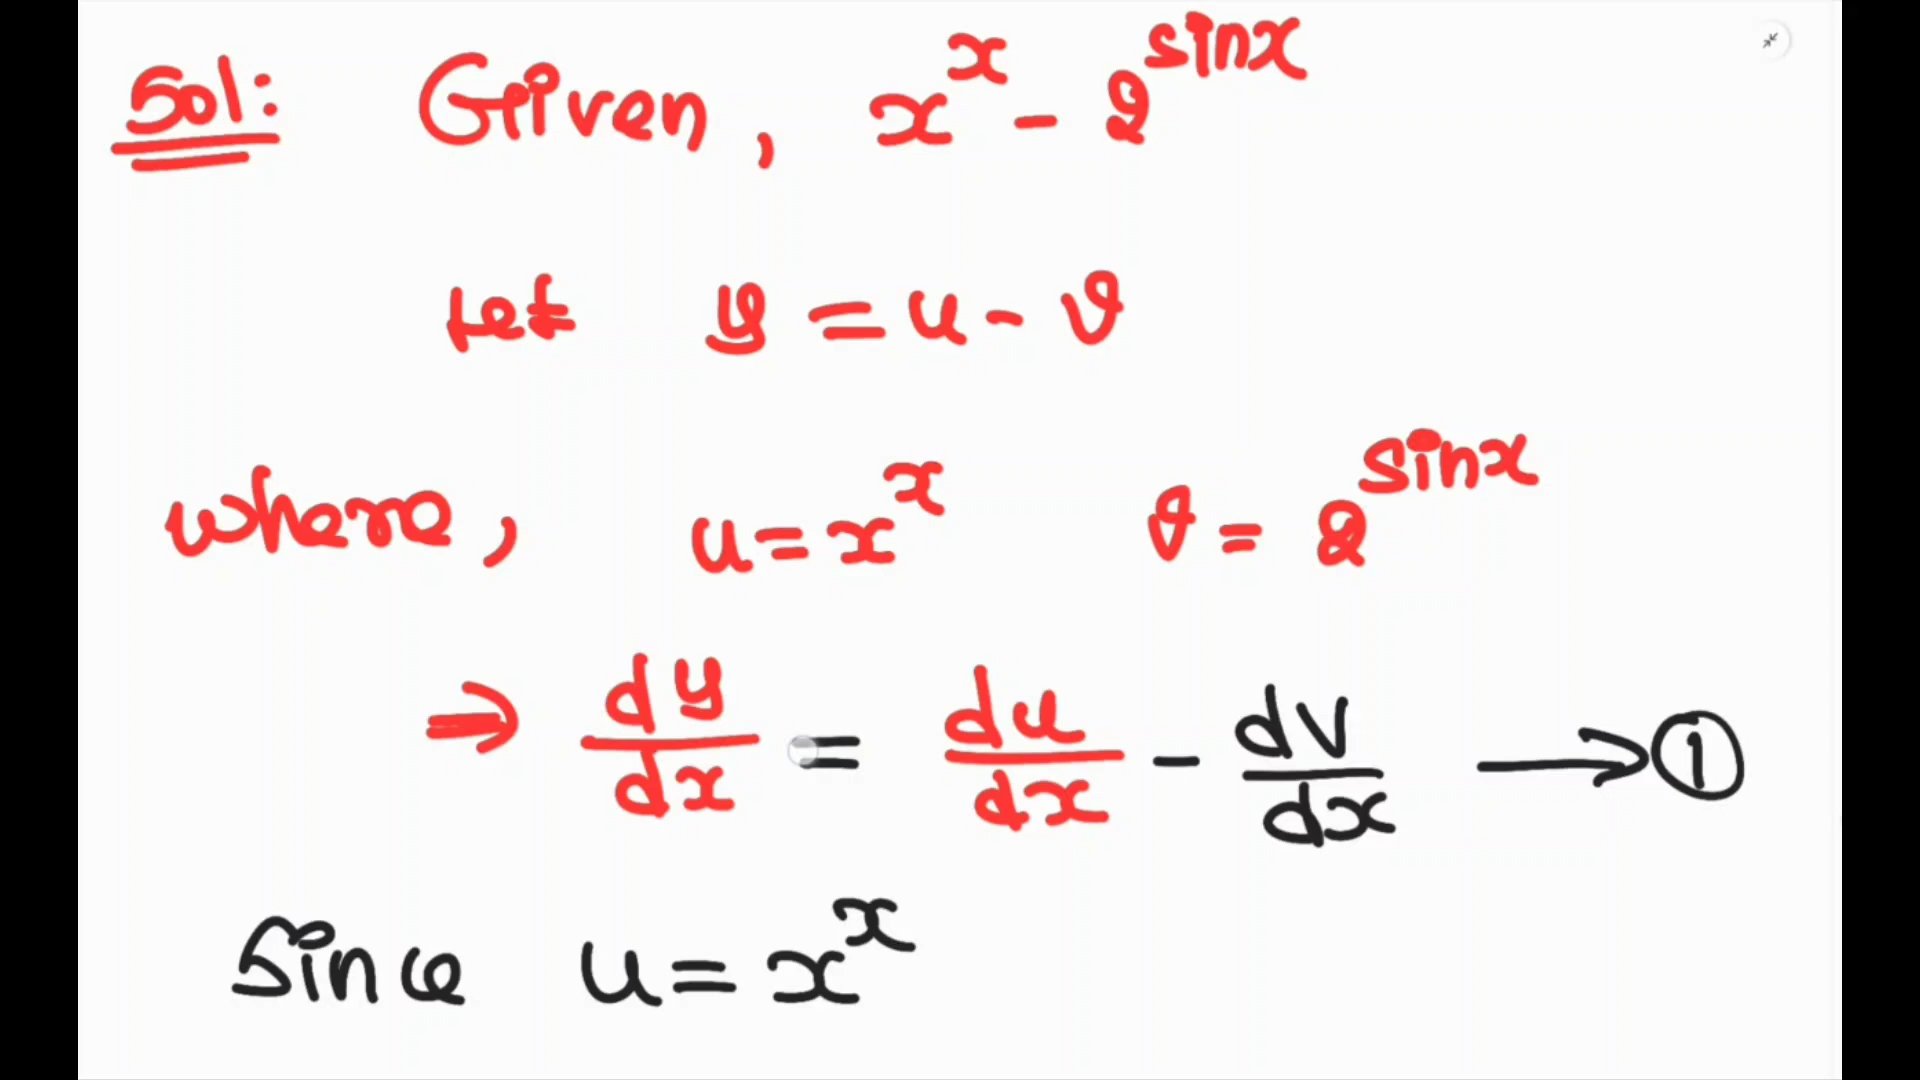 Sol: Given, x^x - 2^sinx
Let y = u - v
where, u = x^x v = 2^sinx
⇒ dy/dx = du/dx - dv/dx → ①
Since u = x^x